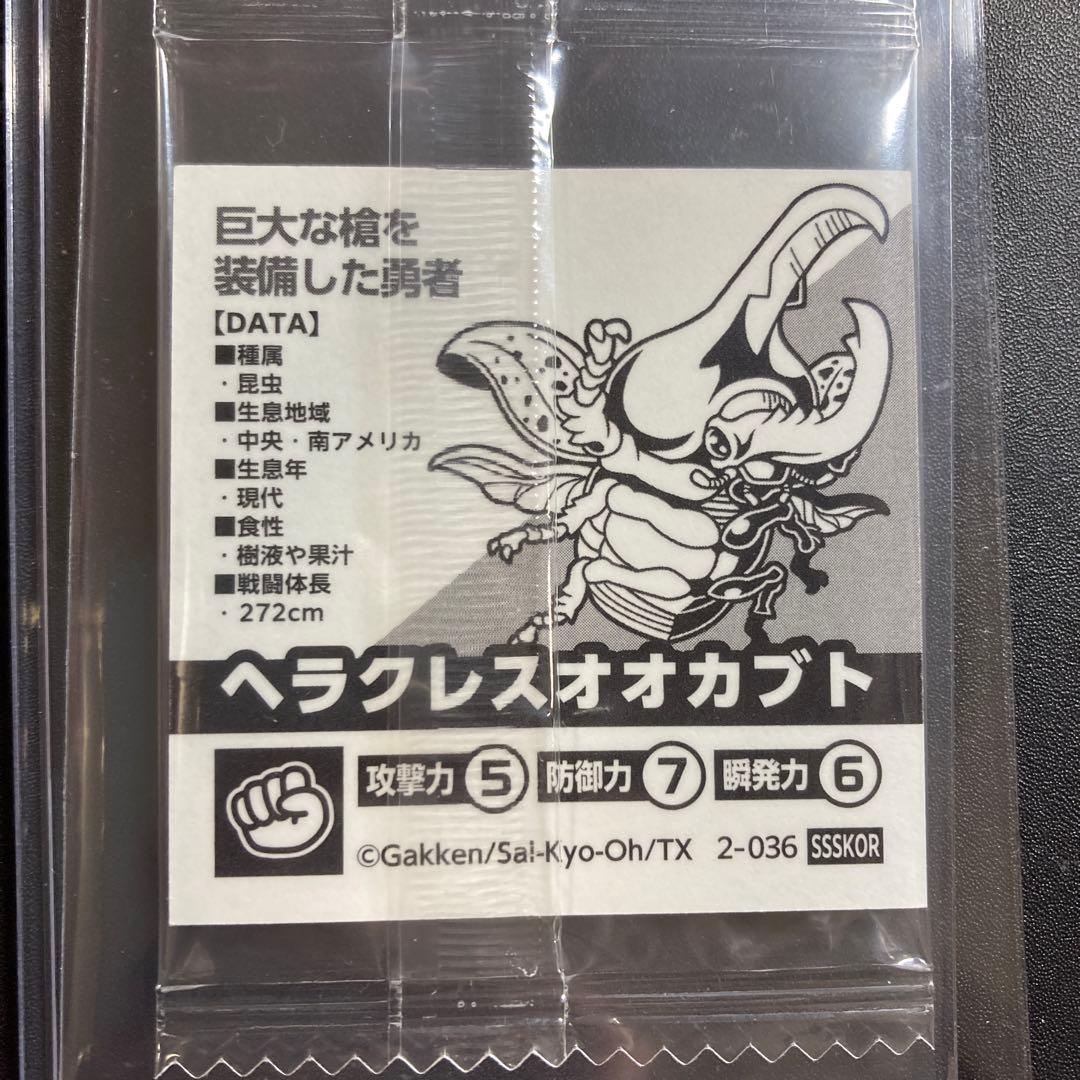 巨大な槍を
装備した勇者
【DATA】
■種属
・昆虫
■生息地域
・中央・南アメリカ
■生息年
・現代
■食性
・樹液や果汁
■戦闘体長
・272cm
ヘラクレスオオカブト
攻撃力 5 防御力 7 瞬発力 6
©Gakken/Sai-Kyo-Oh/TX 2-036 SSSKOR